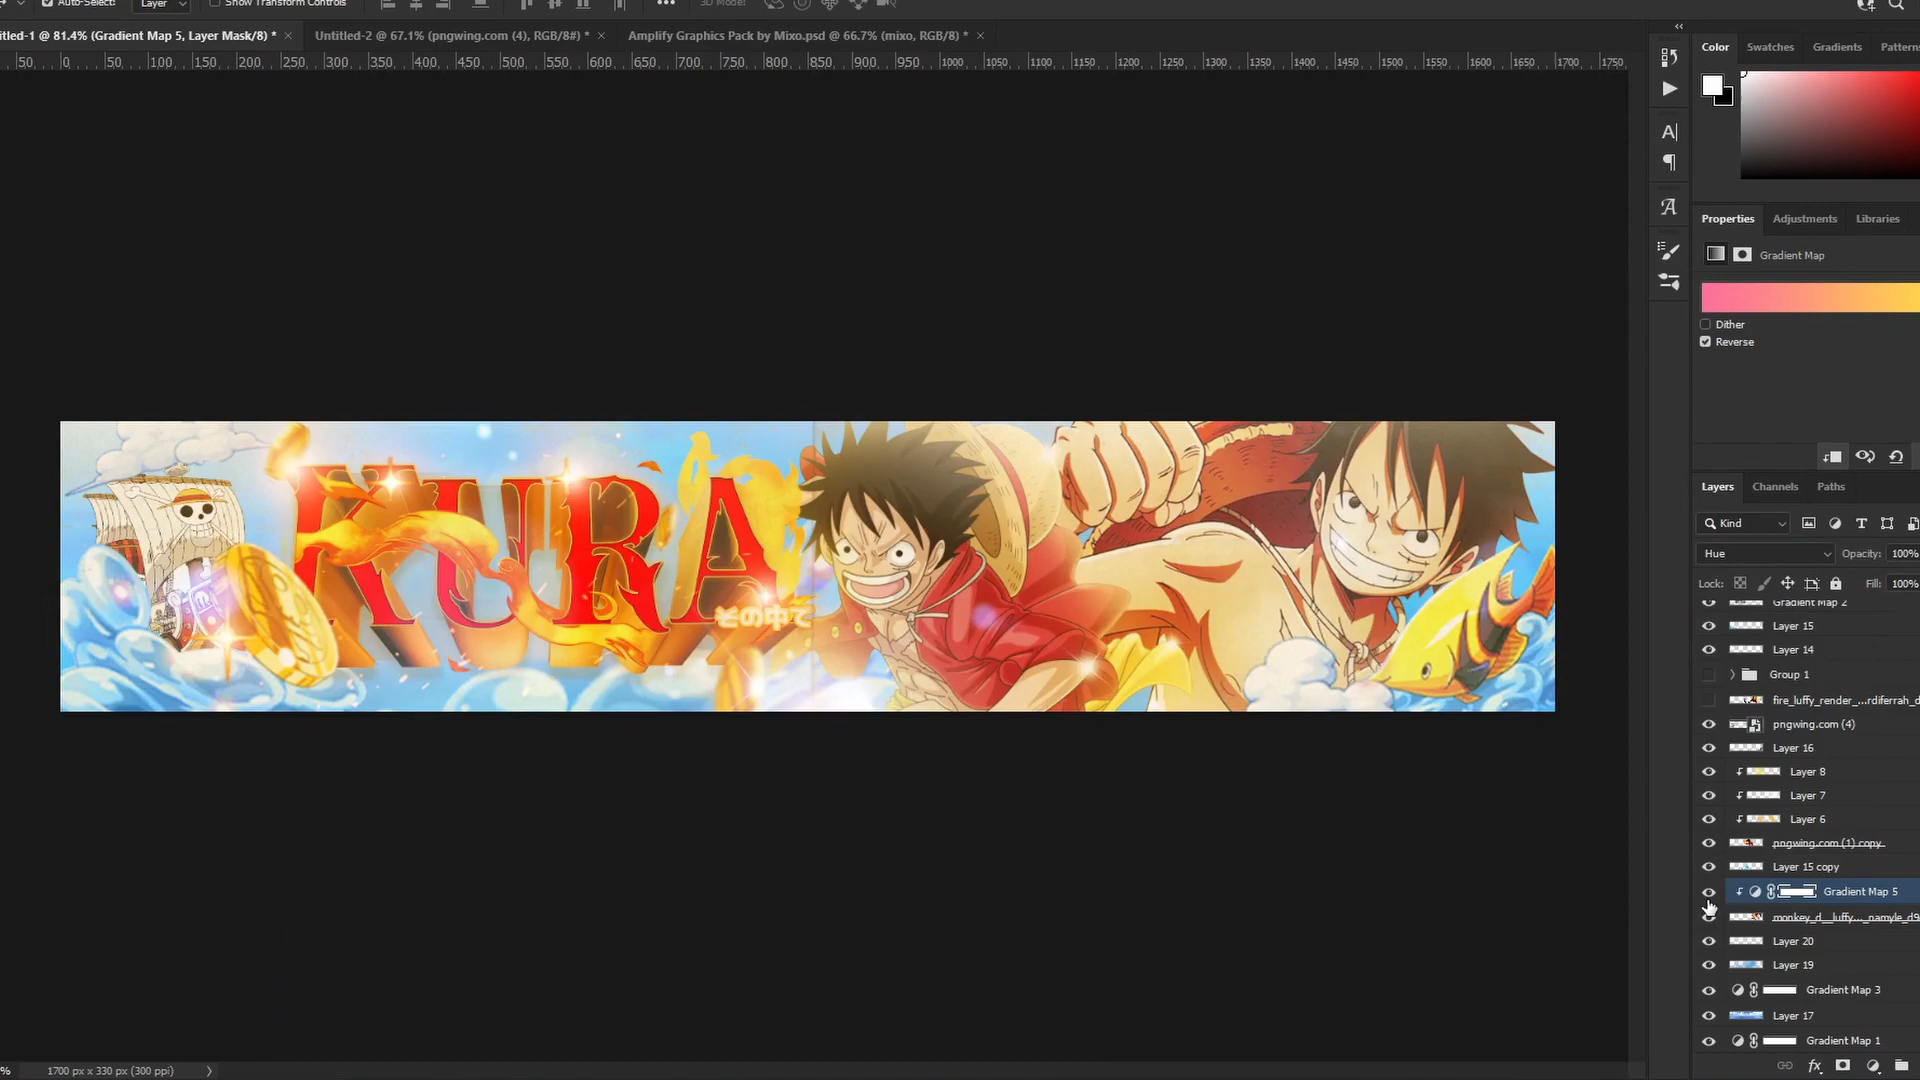 Auto-Select:
Layer
Show Transform Controls
3D Mode:
itled-1 @ 81.4% (Gradient Map 5, Layer Mask/8) *
Untitled-2 @ 67.1% (pngwing.com (4), RGB/8#) *
Amplify Graphics Pack by Mixo.psd @ 66.7% (mixo, RGB/8) *
50 0 50 100 150 200 250 300 350 400 450 500 550 600 650 700 750 800 850 900 950 1000 1050 1100 1150 1200 1250 1300 1350 1400 1450 1500 1550 1600 1650 1700 1750
Color
Swatches
Gradients
Patterns
Properties
Adjustments
Libraries
Gradient Map
Dither
Reverse
KURA
その中で
Layers
Channels
Paths
Kind
Hue
Opacity: 100%
Lock:
Fill: 100%
Gradient Map 2
Layer 15
Layer 14
Group 1
fire_luffy_render_...rdiferrah_d
pngwing.com (4)
Layer 16
Layer 8
Layer 7
Layer 6
pngwing.com (1) copy
Layer 15 copy
Gradient Map 5
monkey_d__luffy..._namyle_d9
Layer 20
Layer 19
Gradient Map 3
Layer 17
Gradient Map 1
% 1700 px x 330 px (300 ppi)
fx